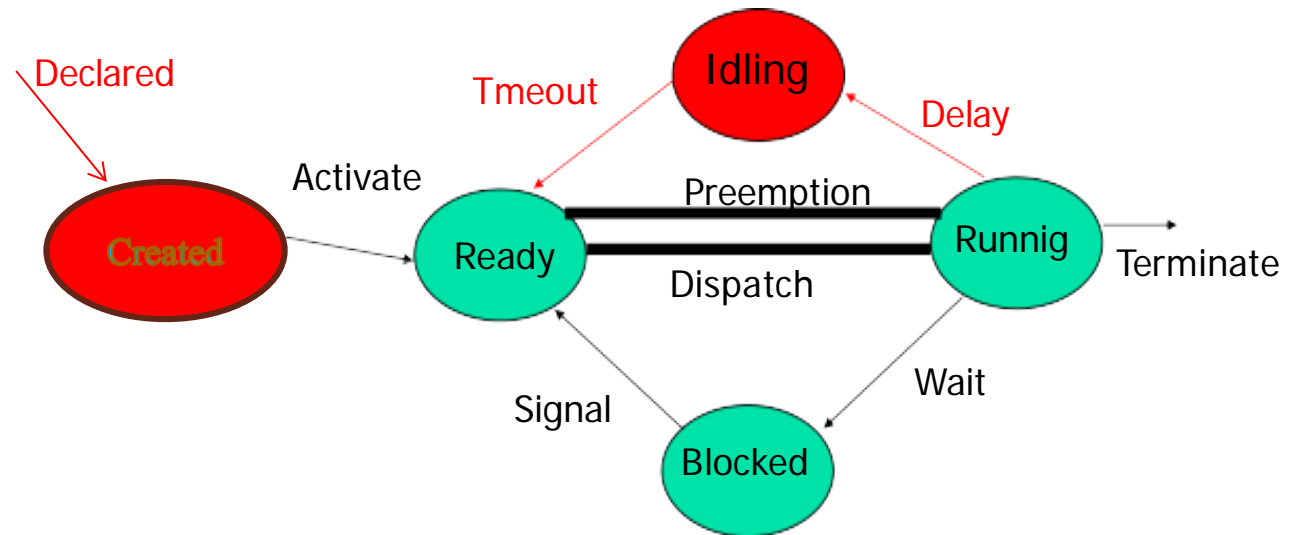 Declared
Idling
Tmeout
Delay
Activate
Preemption
Created
Ready
Runnig
Dispatch
Terminate
Signal
Wait
Blocked